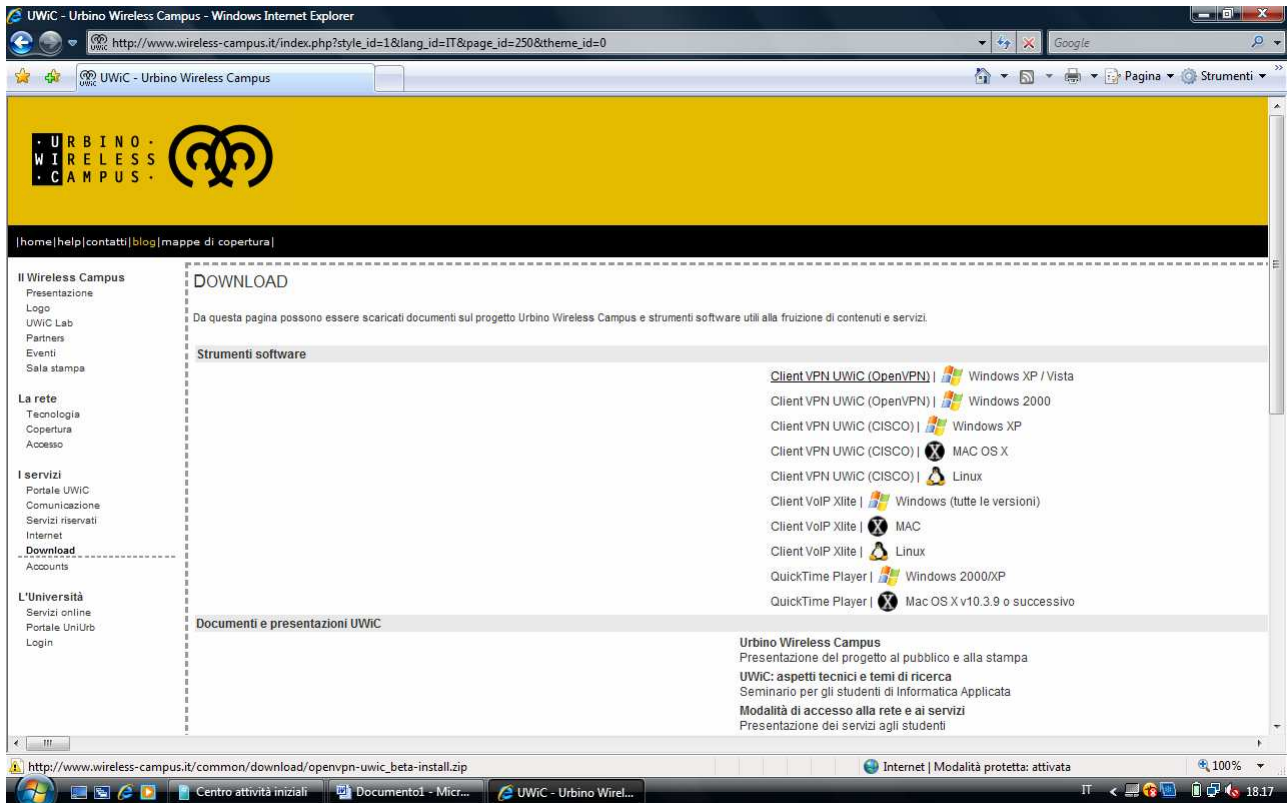 UWiC - Urbino Wireless Campus - Windows Internet Explorer
http://www.wireless-campus.it/index.php?style_id=1&lang_id=IT&page_id=250&theme_id=0
Google
UWiC - Urbino Wireless Campus
Pagina
Strumenti
· URBINO ·
WIRELESS
· CAMPUS ·
|home|help|contatti|blog|mappe di copertura|
Il Wireless Campus
Presentazione
Logo
UWiC Lab
Partners
Eventi
Sala stampa
La rete
Tecnologia
Copertura
Accesso
I servizi
Portale UWiC
Comunicazione
Servizi riservati
Internet
Download
Accounts
L'Università
Servizi online
Portale UniUrb
Login
DOWNLOAD
Da questa pagina possono essere scaricati documenti sul progetto Urbino Wireless Campus e strumenti software utili alla fruizione di contenuti e servizi.
Strumenti software
Client VPN UWiC (OpenVPN) | Windows XP / Vista
Client VPN UWiC (OpenVPN) | Windows 2000
Client VPN UWiC (CISCO) | Windows XP
Client VPN UWiC (CISCO) | MAC OS X
Client VPN UWiC (CISCO) | Linux
Client VoIP Xlite | Windows (tutte le versioni)
Client VoIP Xlite | MAC
Client VoIP Xlite | Linux
QuickTime Player | Windows 2000/XP
QuickTime Player | Mac OS X v10.3.9 o successivo
Documenti e presentazioni UWiC
Urbino Wireless Campus
Presentazione del progetto al pubblico e alla stampa
UWiC: aspetti tecnici e temi di ricerca
Seminario per gli studenti di Informatica Applicata
Modalità di accesso alla rete e ai servizi
Presentazione dei servizi agli studenti
http://www.wireless-campus.it/common/download/openvpn-uwic_beta-install.zip
Internet | Modalità protetta: attivata
100%
Centro attività iniziali
Documento1 - Micr...
UWiC - Urbino Wirel...
IT
18.17